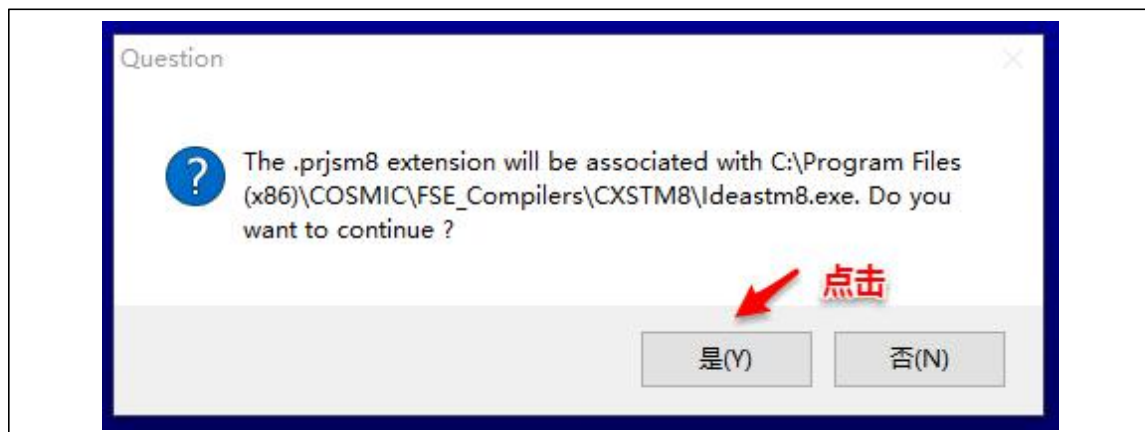 Question
The .prjsm8 extension will be associated with C:\Program Files
(x86)\COSMIC\FSE_Compilers\CXSTM8\Ideastm8.exe. Do you
want to continue ?
点击
是(Y)
否(N)